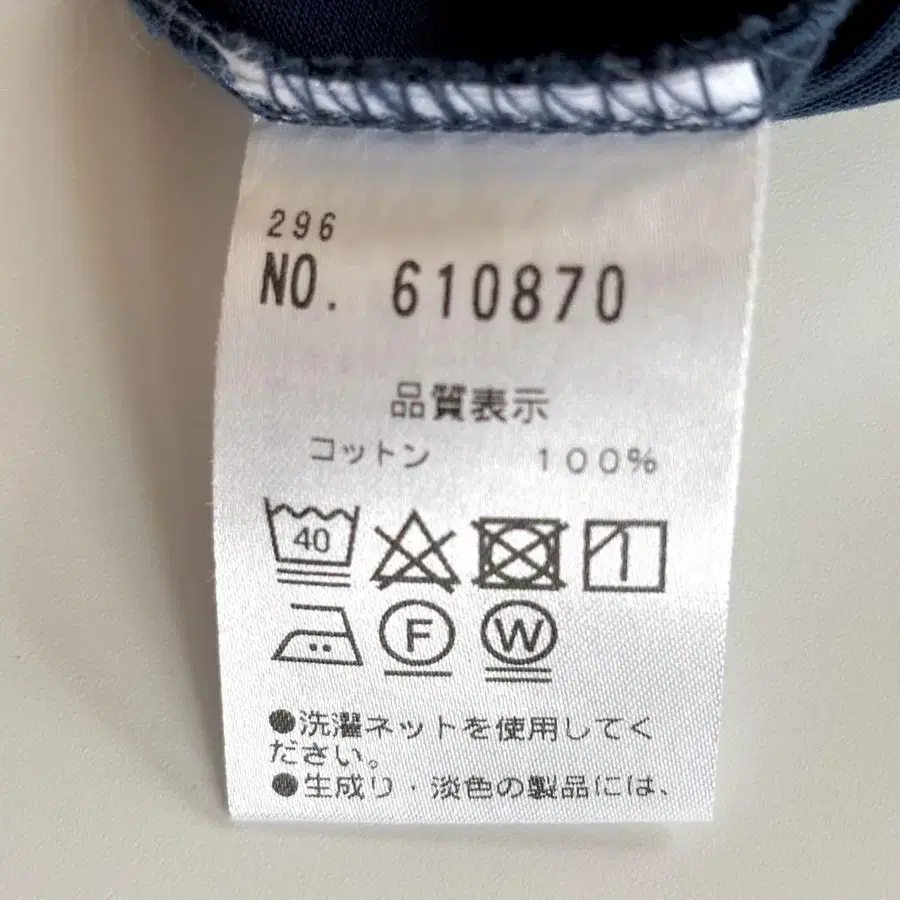 296
NO. 610870
品質表示
コットン 100%
40
F W
●洗濯ネットを使用してく
ださい。
●生成り・淡色の製品には、